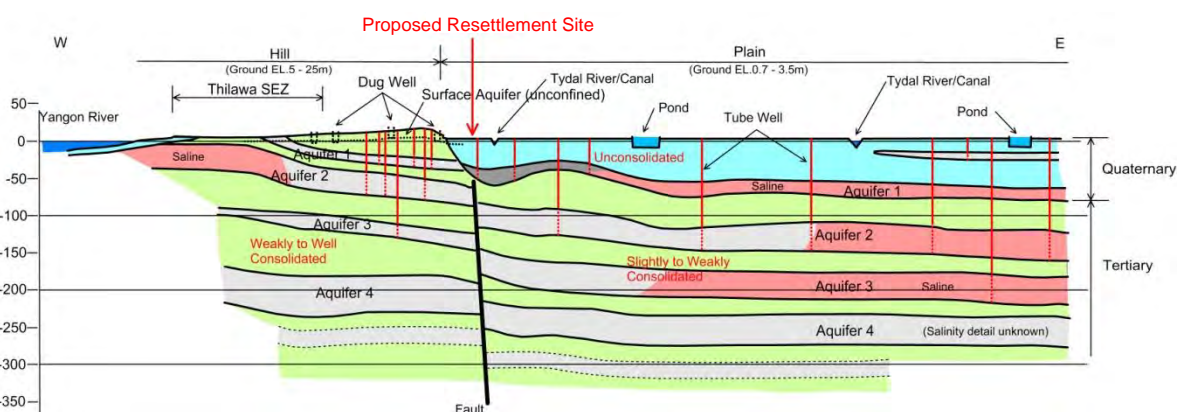 Proposed Resettlement Site
W
E
Hill
(Ground EL.5 - 25m)
Plain
(Ground EL.0.7 - 3.5m)
Thilawa SEZ
Dug Well
Surface Aquifer (unconfined)
Tydal River/Canal
Pond
Tube Well
Tydal River/Canal
Pond
Yangon River
50
0
-50
-100
-150
-200
-250
-300
-350
Saline
Aquifer 1
Aquifer 2
Aquifer 3
Weakly to Well
Consolidated
Aquifer 4
Unconsolidated
Saline
Aquifer 1
Aquifer 2
Slightly to Weakly
Consolidated
Aquifer 3
Saline
Aquifer 4
(Salinity detail unknown)
Quaternary
Tertiary
Fault